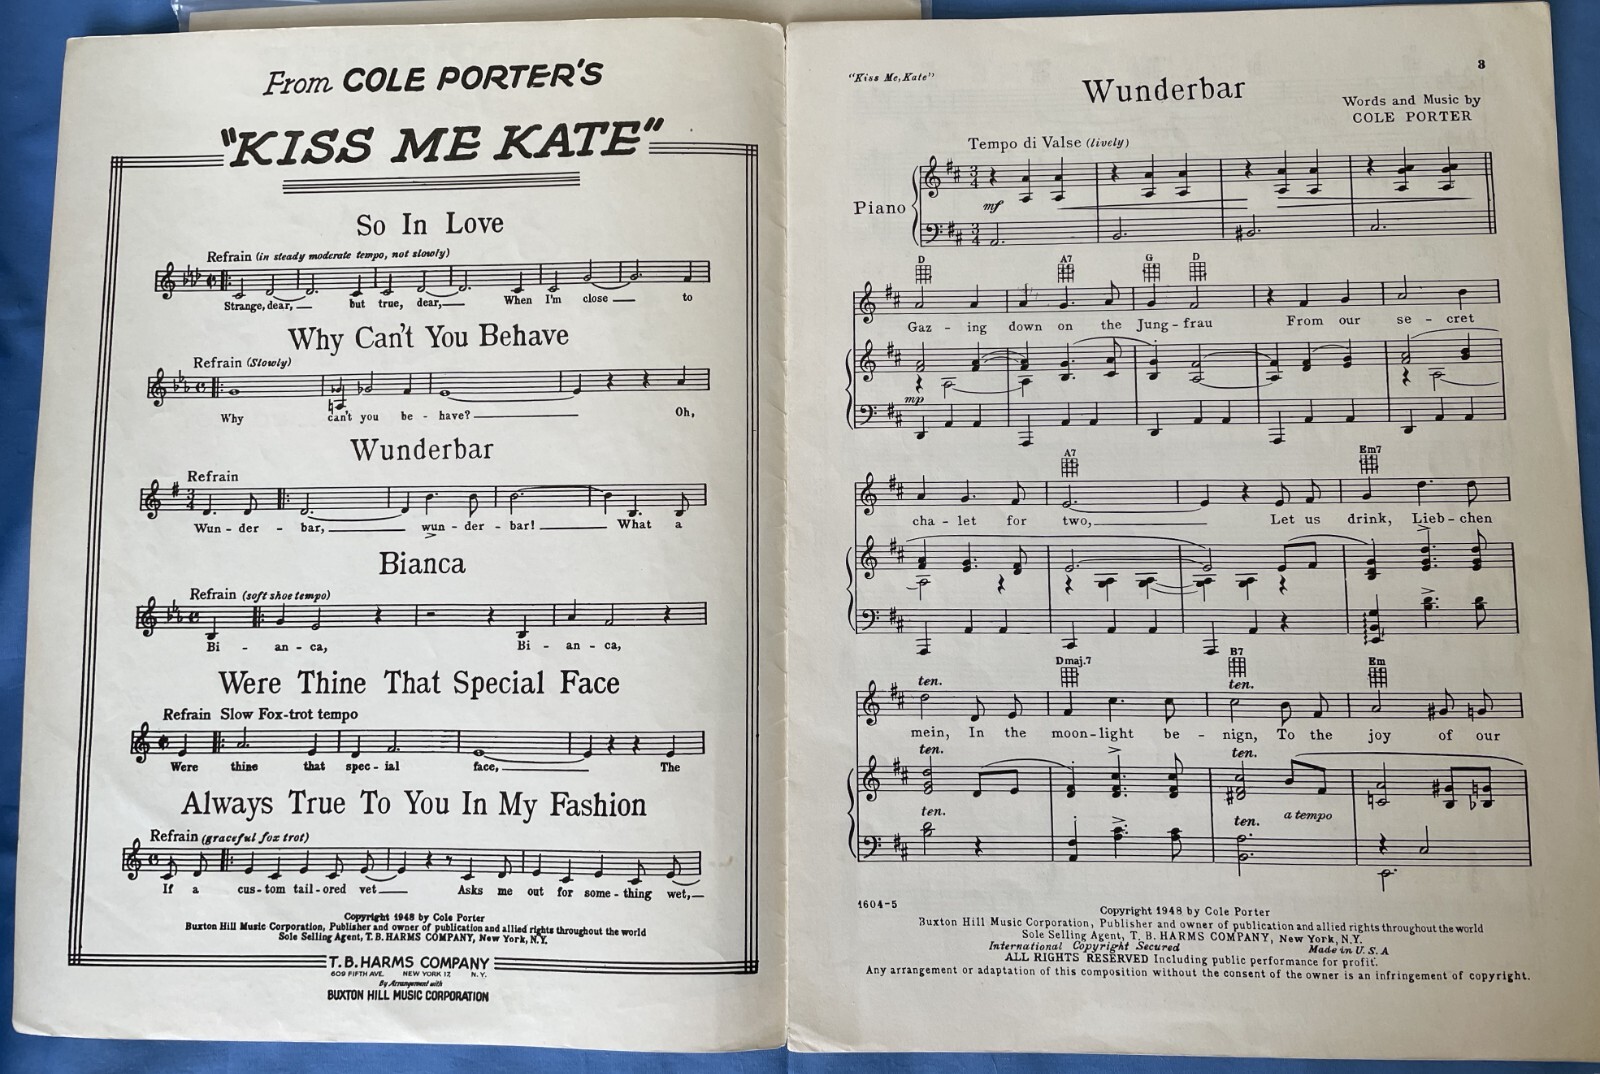 From COLE PORTER'S
"KISS ME KATE"
So In Love
Refrain (in steady moderate tempo, not slowly)
Strange, dear, but true, dear, When I'm close to
Why Can't You Behave
Refrain (Slowly)
Why can't you be - have? Oh,
Wunderbar
Refrain
Wun - der - bar, wun - der - bar! What a
Bianca
Refrain (soft shoe tempo)
Bi - an - ca, Bi - an - ca,
Were Thine That Special Face
Refrain Slow Fox-trot tempo
Were thine that spec - ial face, The
Always True To You In My Fashion
Refrain (graceful fox trot)
If a cus - tom tail - ored vet Asks me out for some - thing wet,
Copyright 1948 by Cole Porter
Buxton Hill Music Corporation, Publisher and owner of publication and allied rights throughout the world
Sole Selling Agent, T. B. HARMS COMPANY, New York, N.Y.
T. B. HARMS COMPANY
609 FIFTH AVE. NEW YORK 17, N.Y.
By Arrangement with
BUXTON HILL MUSIC CORPORATION
3
"Kiss Me, Kate"
Wunderbar
Words and Music by
COLE PORTER
Tempo di Valse (lively)
Piano
mf
D A7 G D
Gaz - ing down on the Jung - frau From our se - cret
mp
A7 Em7
cha - let for two, Let us drink, Lieb - chen
Dmaj.7 B7 Em
ten. ten.
mein, In the moon - light be - nign, To the joy of our
ten. ten.
ten. ten. a tempo
1604-5
Copyright 1948 by Cole Porter
Buxton Hill Music Corporation, Publisher and owner of publication and allied rights throughout the world
Sole Selling Agent, T. B. HARMS COMPANY, New York, N.Y.
International Copyright Secured Made in U. S. A
ALL RIGHTS RESERVED Including public performance for profit.
Any arrangement or adaptation of this composition without the consent of the owner is an infringement of copyright.